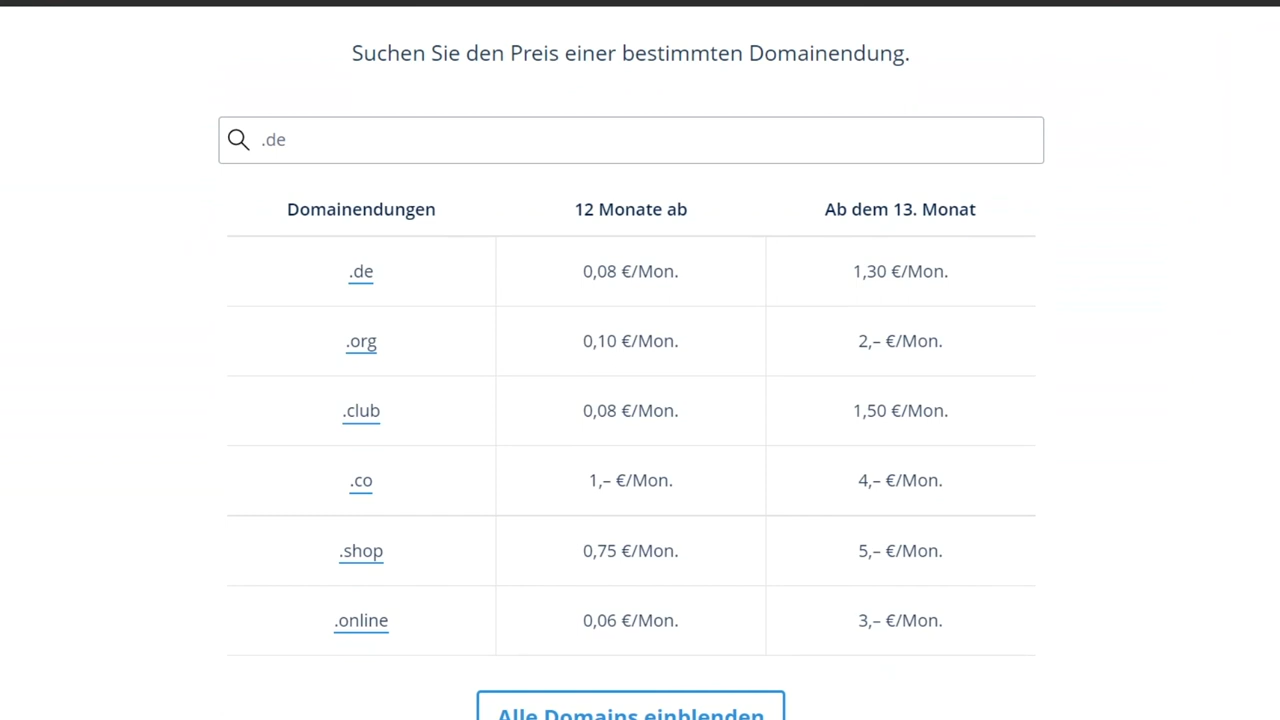 Suchen Sie den Preis einer bestimmten Domainendung.
.de
Domainendungen 12 Monate ab Ab dem 13. Monat
.de 0,08 €/Mon. 1,30 €/Mon.
.org 0,10 €/Mon. 2,– €/Mon.
.club 0,08 €/Mon. 1,50 €/Mon.
.co 1,– €/Mon. 4,– €/Mon.
.shop 0,75 €/Mon. 5,– €/Mon.
.online 0,06 €/Mon. 3,– €/Mon.
Alle Domains einblenden